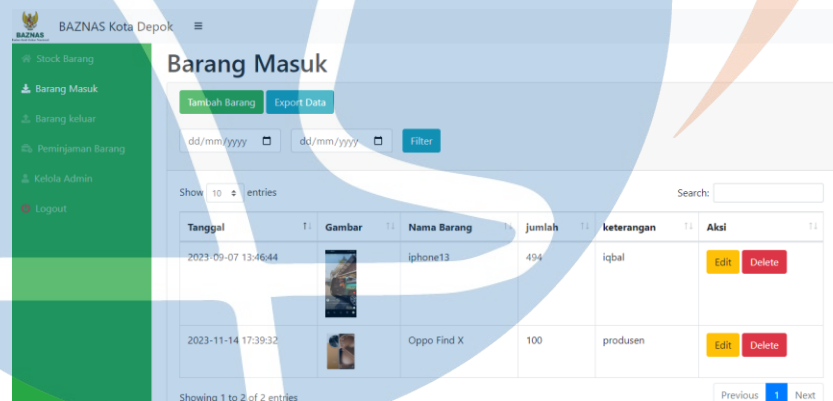 BAZNAS Kota Depok
BAZNAS
Stock Barang
Barang Masuk
Barang keluar
Peminjaman Barang
Kelola Admin
Logout
Barang Masuk
Tambah Barang Export Data
dd/mm/yyyy dd/mm/yyyy Filter
Show 10 entries Search:
Tanggal Gambar Nama Barang jumlah keterangan Aksi
2023-09-07 13:46:44 iphone13 494 iqbal Edit Delete
2023-11-14 17:39:32 Oppo Find X 100 produsen Edit Delete
Showing 1 to 2 of 2 entries Previous 1 Next